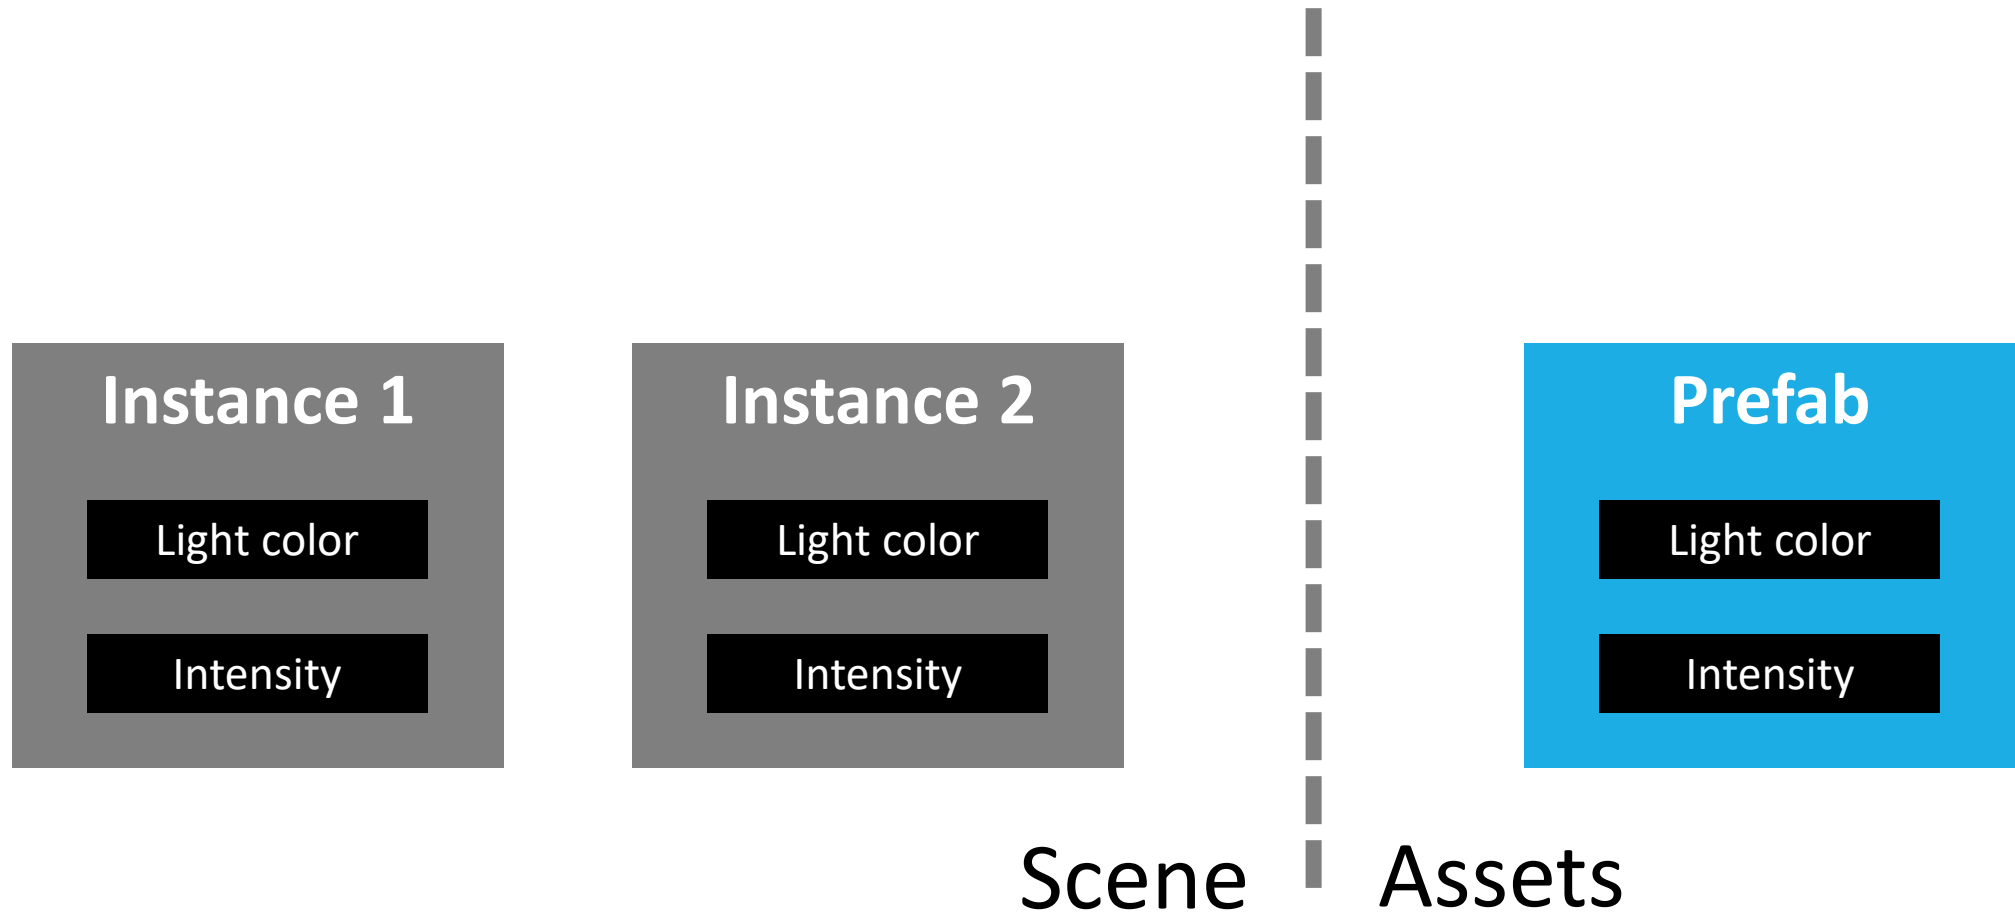 Instance 1
Light color
Intensity
Instance 2
Light color
Intensity
Prefab
Light color
Intensity
Scene
Assets